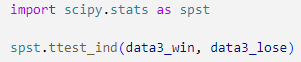 import scipy.stats as spst
spst.ttest_ind(data3_win, data3_lose)